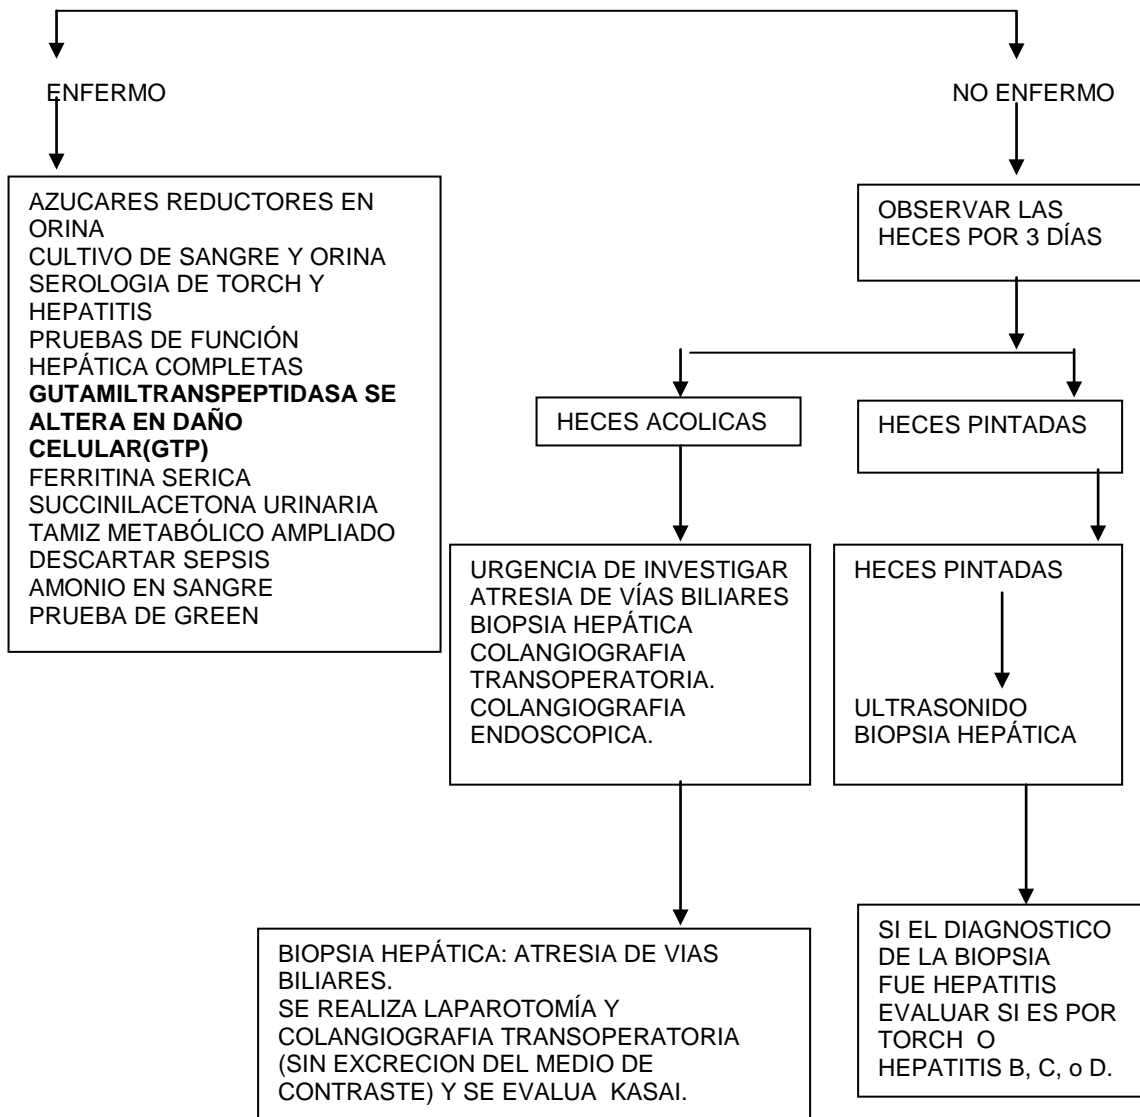 ENFERMO
NO ENFERMO
AZUCARES REDUCTORES EN
ORINA
CULTIVO DE SANGRE Y ORINA
SEROLOGIA DE TORCH Y
HEPATITIS
PRUEBAS DE FUNCIÓN
HEPÁTICA COMPLETAS
GUTAMILTRANSPEPTIDASA SE
ALTERA EN DAÑO
CELULAR(GTP)
FERRITINA SERICA
SUCCINILACETONA URINARIA
TAMIZ METABÓLICO AMPLIADO
DESCARTAR SEPSIS
AMONIO EN SANGRE
PRUEBA DE GREEN
OBSERVAR LAS
HECES POR 3 DÍAS
HECES ACOLICAS
HECES PINTADAS
URGENCIA DE INVESTIGAR
ATRESIA DE VÍAS BILIARES
BIOPSIA HEPÁTICA
COLANGIOGRAFIA
TRANSOPERATORIA.
COLANGIOGRAFIA
ENDOSCOPICA.
HECES PINTADAS
ULTRASONIDO
BIOPSIA HEPÁTICA
BIOPSIA HEPÁTICA: ATRESIA DE VIAS
BILIARES.
SE REALIZA LAPAROTOMÍA Y
COLANGIOGRAFIA TRANSOPERATORIA
(SIN EXCRECION DEL MEDIO DE
CONTRASTE) Y SE EVALUA  KASAI.
SI EL DIAGNOSTICO
DE LA BIOPSIA
FUE HEPATITIS
EVALUAR SI ES POR
TORCH  O
HEPATITIS B, C, o D.